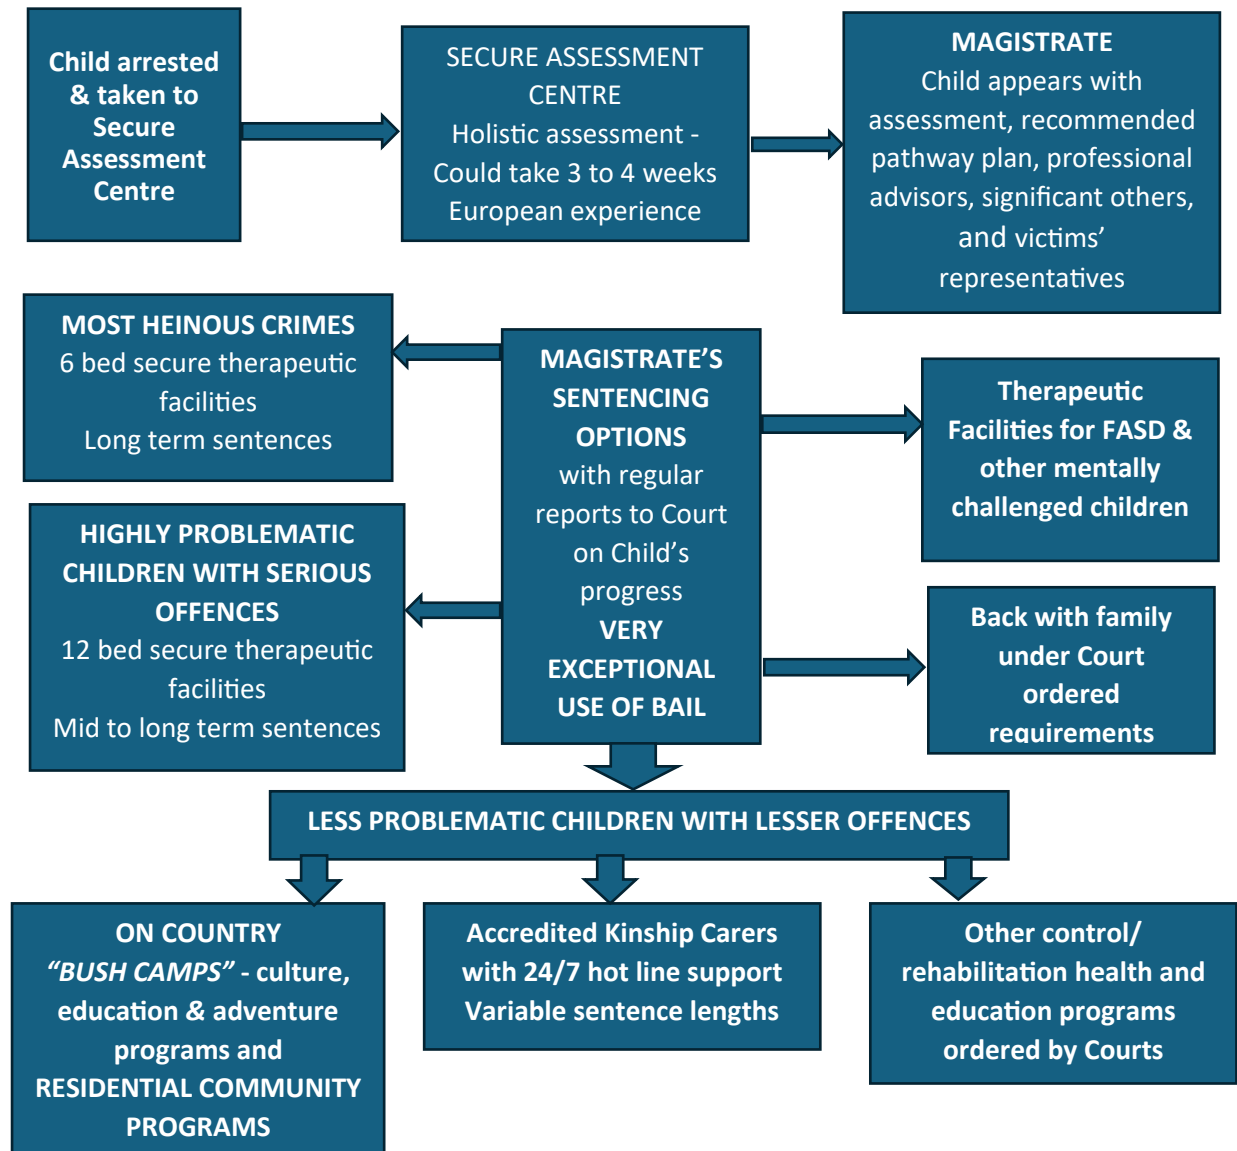 Child arrested
& taken to
Secure
Assessment
Centre
SECURE ASSESSMENT
CENTRE
Holistic assessment -
Could take 3 to 4 weeks
European experience
MAGISTRATE
Child appears with
assessment, recommended
pathway plan, professional
advisors, significant others,
and victims’
representatives
MOST HEINOUS CRIMES
6 bed secure therapeutic
facilities
Long term sentences
HIGHLY PROBLEMATIC
CHILDREN WITH SERIOUS
OFFENCES
12 bed secure therapeutic
facilities
Mid to long term sentences
MAGISTRATE’S
SENTENCING
OPTIONS
with regular
reports to Court
on Child’s
progress
VERY
EXCEPTIONAL
USE OF BAIL
Therapeutic
Facilities for FASD &
other mentally
challenged children
Back with family
under Court
ordered
requirements
LESS PROBLEMATIC CHILDREN WITH LESSER OFFENCES
ON COUNTRY
“BUSH CAMPS” - culture,
education & adventure
programs and
RESIDENTIAL COMMUNITY
PROGRAMS
Accredited Kinship Carers
with 24/7 hot line support
Variable sentence lengths
Other control/
rehabilitation health and
education programs
ordered by Courts